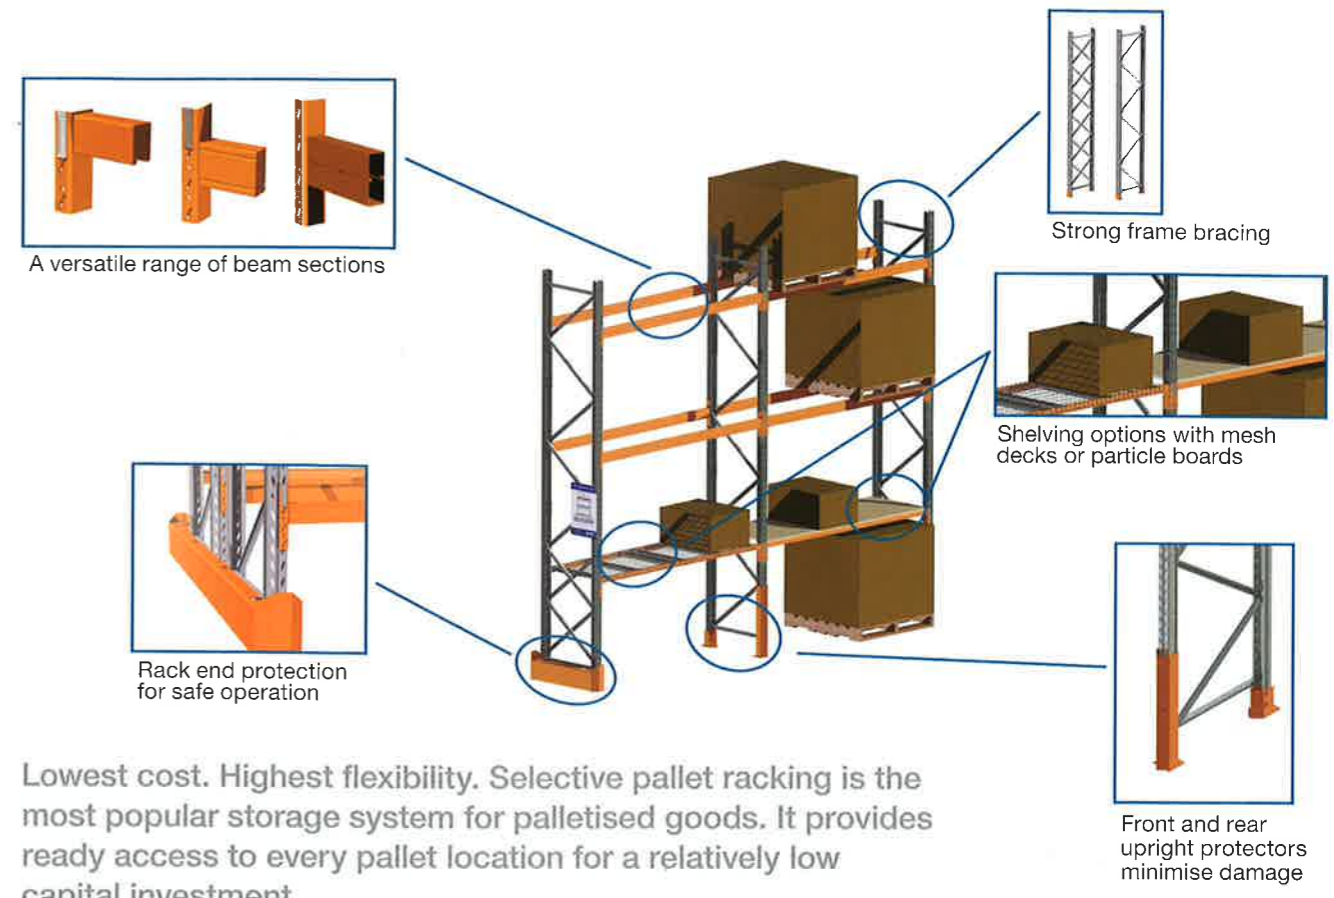 A versatile range of beam sections
Strong frame bracing
Shelving options with mesh
decks or particle boards
Rack end protection
for safe operation
Front and rear
upright protectors
minimise damage
Lowest cost. Highest flexibility. Selective pallet racking is the
most popular storage system for palletised goods. It provides
ready access to every pallet location for a relatively low
capital investment